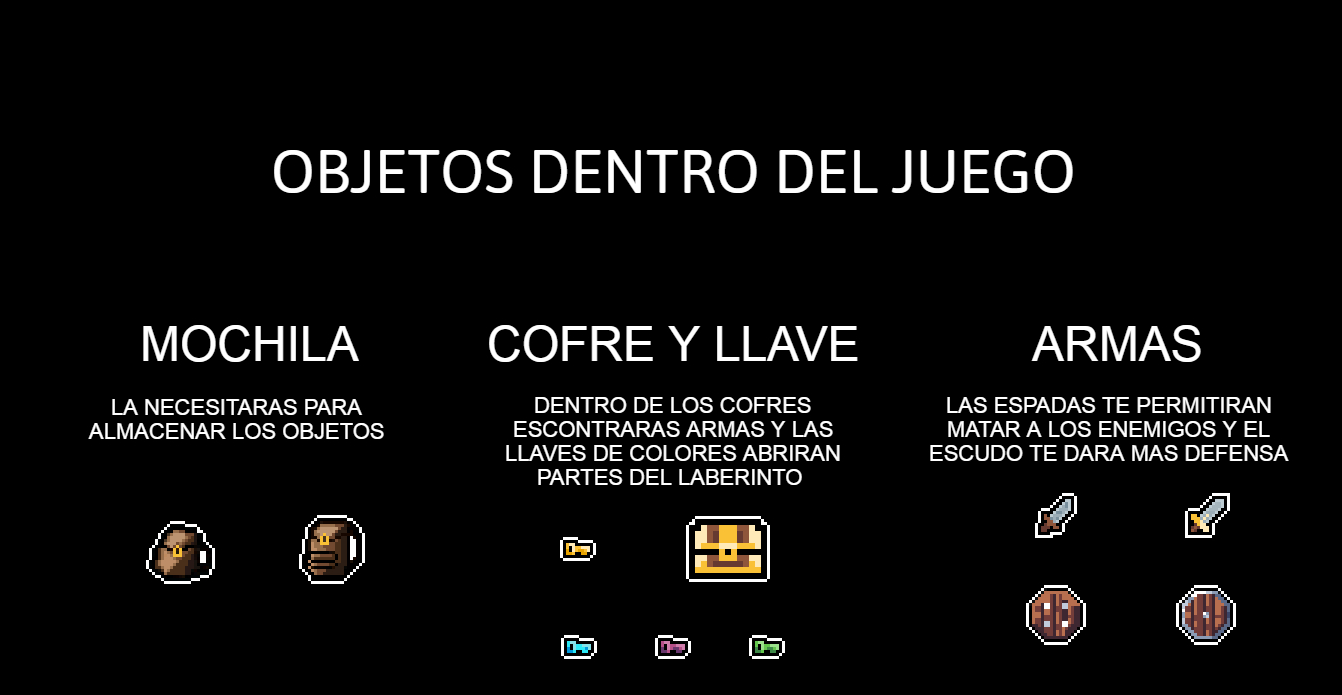 OBJETOS DENTRO DEL JUEGO
MOCHILA
LA NECESITARAS PARA
ALMACENAR LOS OBJETOS
COFRE Y LLAVE
DENTRO DE LOS COFRES
ESCONTRARAS ARMAS Y LAS
LLAVES DE COLORES ABRIRAN
PARTES DEL LABERINTO
ARMAS
LAS ESPADAS TE PERMITIRAN
MATAR A LOS ENEMIGOS Y EL
ESCUDO TE DARA MAS DEFENSA